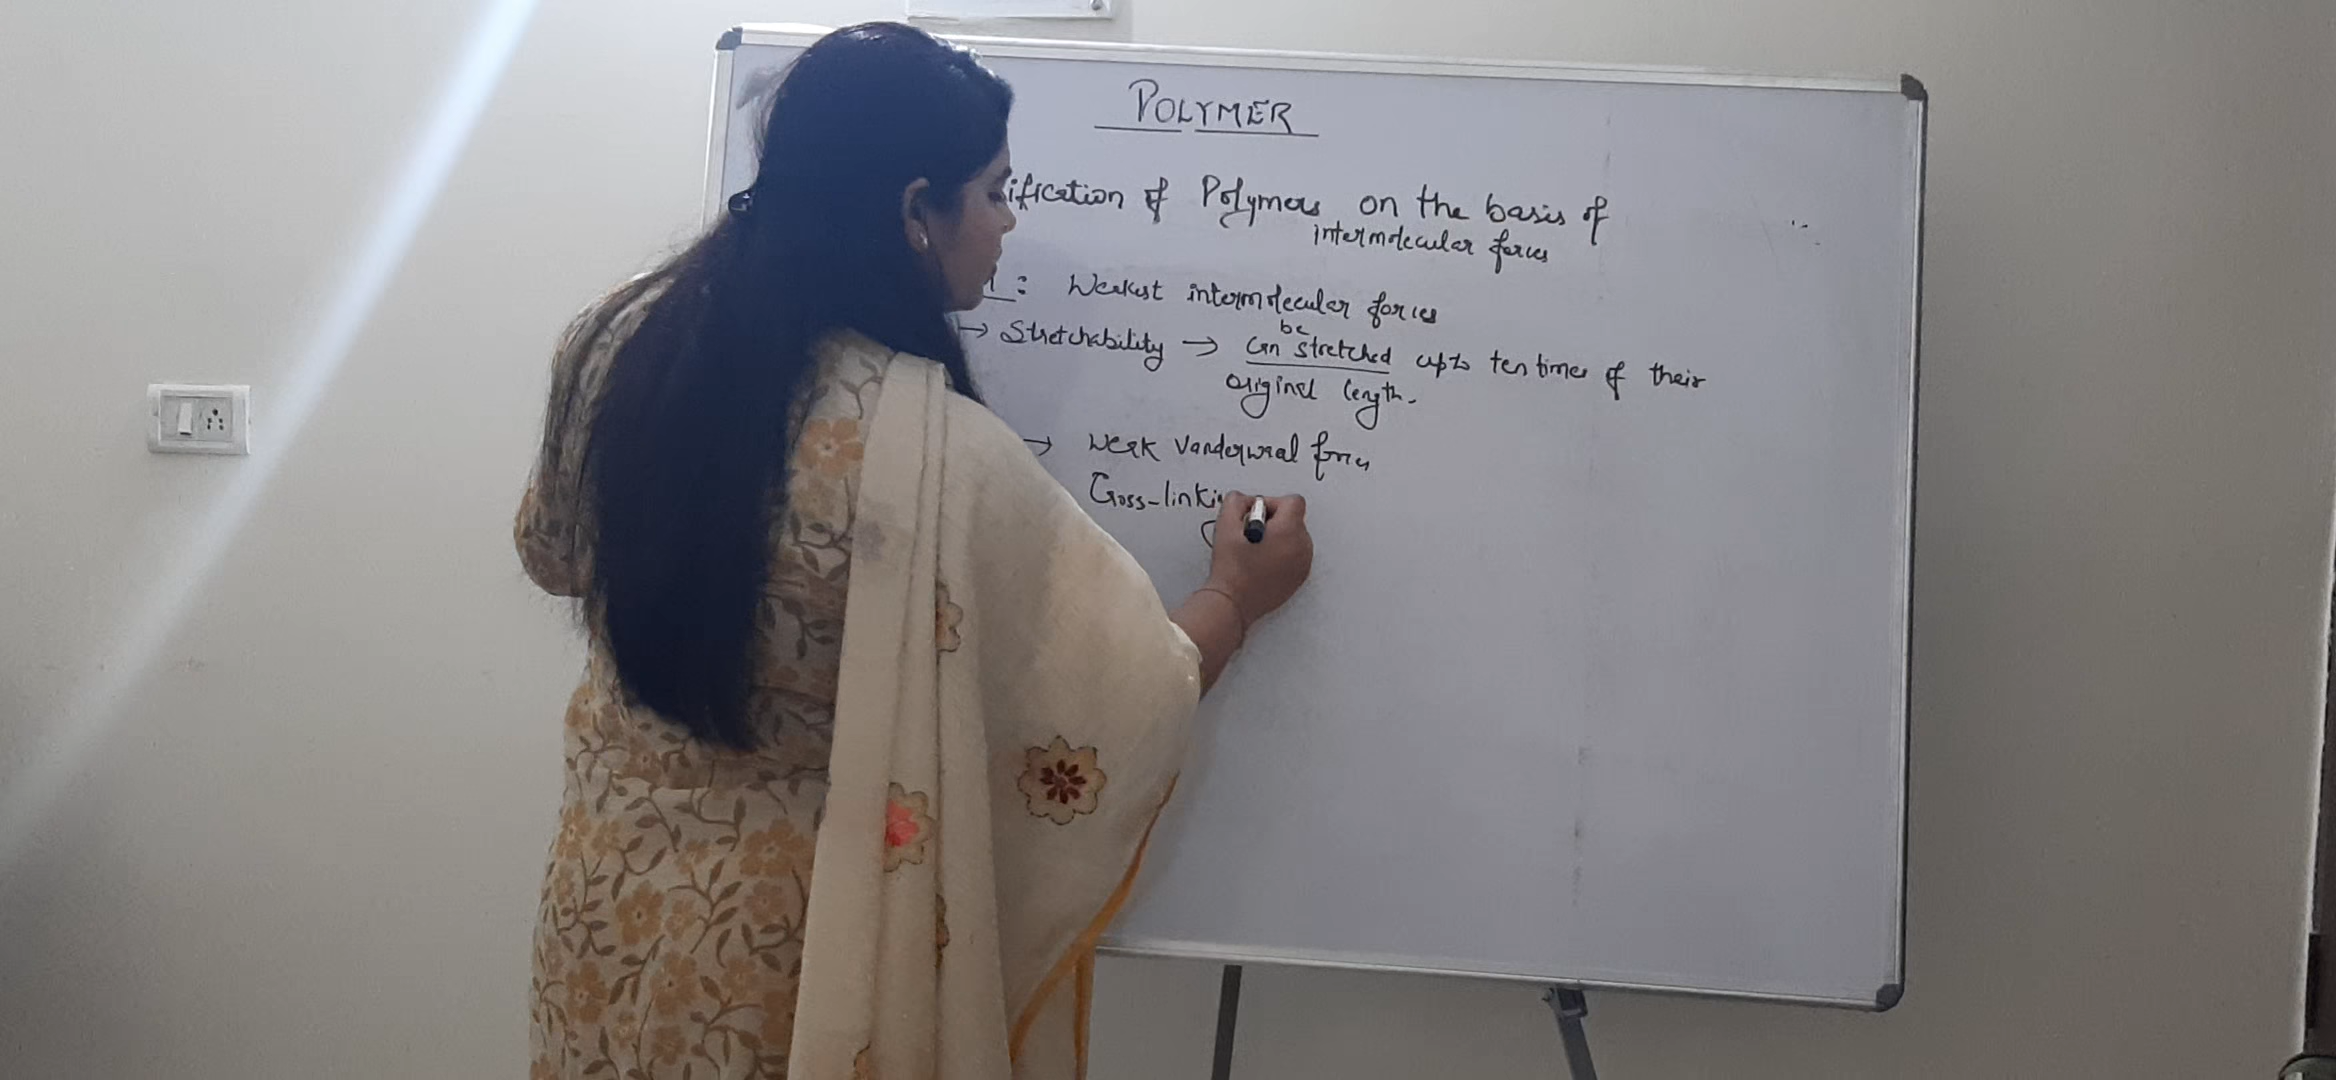 POLYMER
ification of Polymers on the basis of
intermolecular forces
: Weakest intermolecular forces
→ Stretchability → Can be stretched upto ten times of their
original length.
→ Weak Vanderwaal forces
Cross-linki